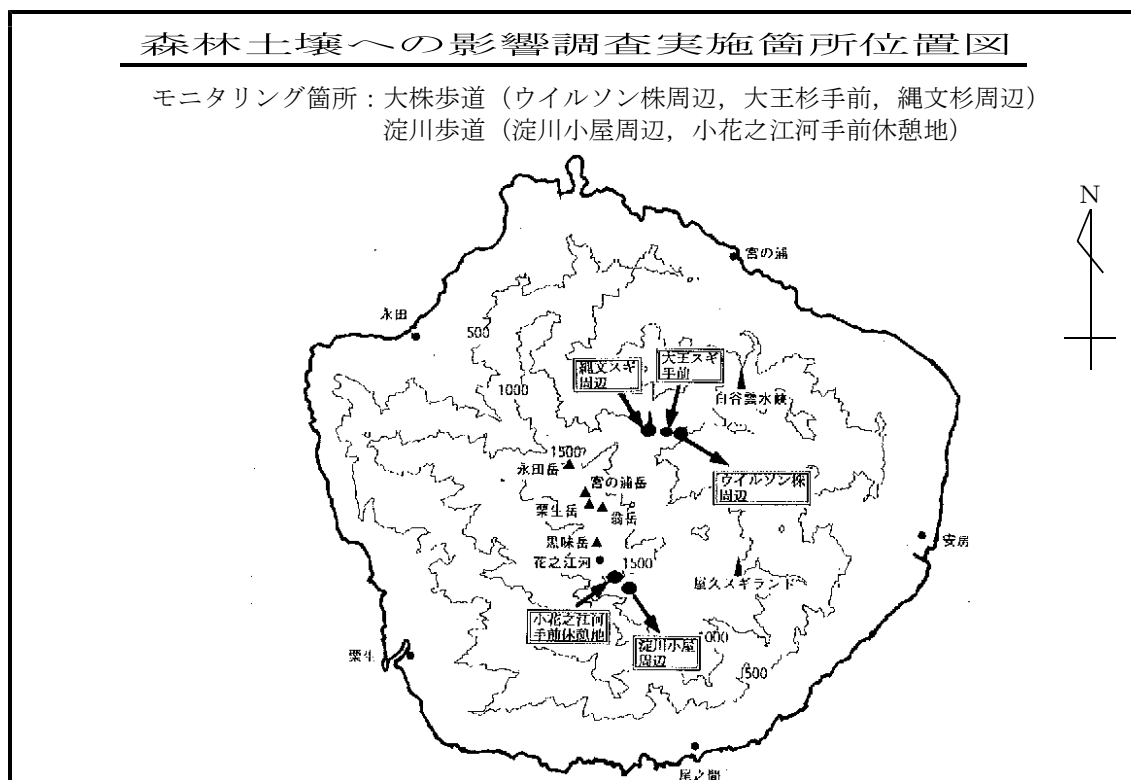 森林土壌への影響調査実施箇所位置図
モニタリング箇所：大株歩道（ウイルソン株周辺，大王杉手前，縄文杉周辺）
淀川歩道（淀川小屋周辺，小花之江河手前休憩地）
N
宮の浦
永田
500
縄文スギ
周辺
大王スギ
手前
1000
白谷雲水峡
1500
永田岳
宮の浦岳
ウイルソン株
周辺
栗生岳
翁岳
黒味岳
安房
花之江河
1500
屋久スギランド
小花之江河
手前休憩地
淀川小屋
周辺
1000
栗生
500
尾之間